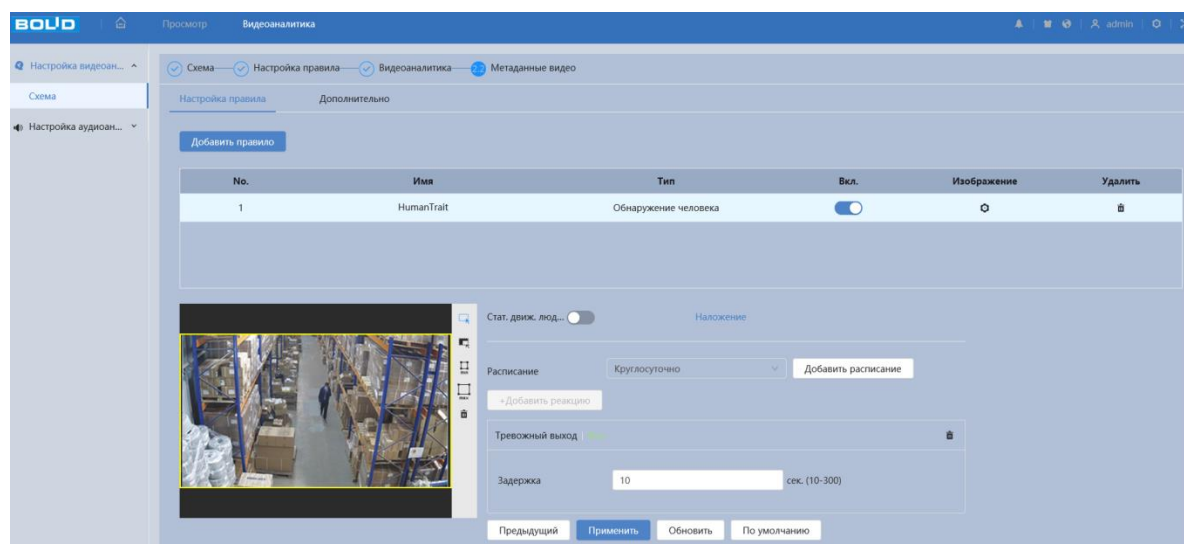 BOLID Просмотр Видеоаналитика admin
Настройка видеоан...
Схема
Настройка аудиоан...
Схема Настройка правила Видеоаналитика 2.2 Метаданные видео
Настройка правила Дополнительно
Добавить правило
No. Имя Тип Вкл. Изображение Удалить
1 HumanTrait Обнаружение человека
Стат. движ. люд... Наложение
Расписание Круглосуточно Добавить расписание
+Добавить реакцию
Тревожный выход
Задержка 10 сек. (10-300)
Предыдущий Применить Обновить По умолчанию